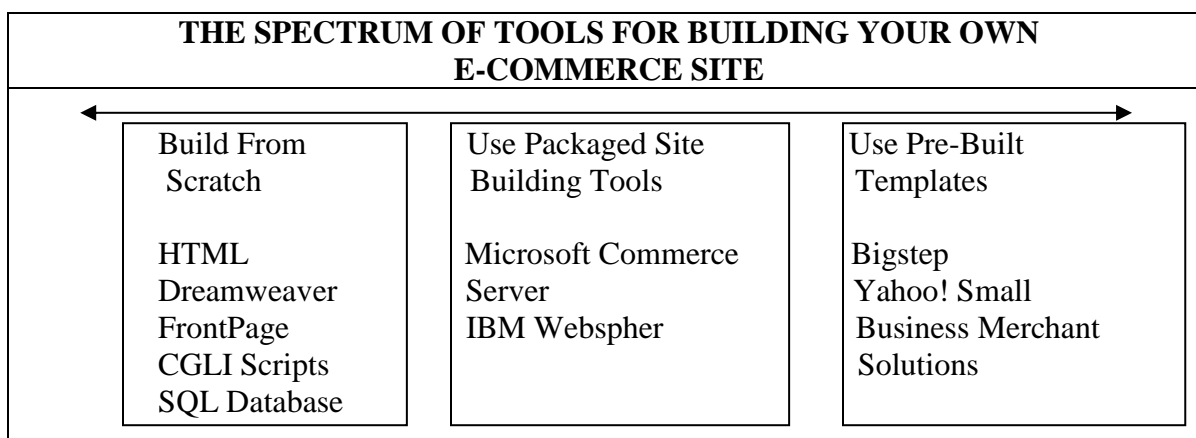 THE SPECTRUM OF TOOLS FOR BUILDING YOUR OWN
E-COMMERCE SITE
Build From
Scratch
HTML
Dreamweaver
FrontPage
CGLI Scripts
SQL Database
Use Packaged Site
Building Tools
Microsoft Commerce
Server
IBM Webspher
Use Pre-Built
Templates
Bigstep
Yahoo! Small
Business Merchant
Solutions